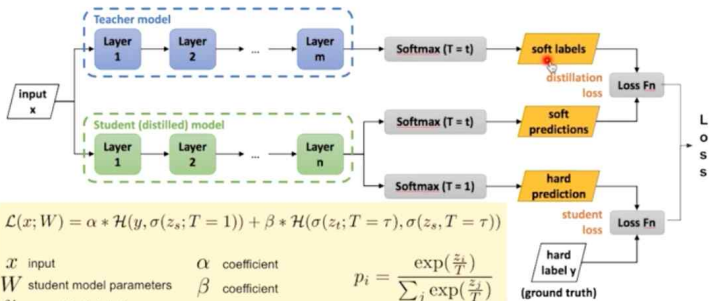 Teacher model
Layer 1
Layer 2
...
Layer m
Softmax (T = t)
soft labels
distillation loss
Loss Fn
input x
Student (distilled) model
Layer 1
Layer 2
...
Layer n
Softmax (T = t)
soft predictions
Softmax (T = 1)
hard prediction
student loss
Loss Fn
hard label y
(ground truth)
Loss
L(x;W) = α * H(y, σ(z_s; T = 1)) + β * H(σ(z_t; T = τ), σ(z_s, T = τ))
x input
W student model parameters
α coefficient
β coefficient
p_i = exp(z_i/T) / ∑_j exp(z_j/T)